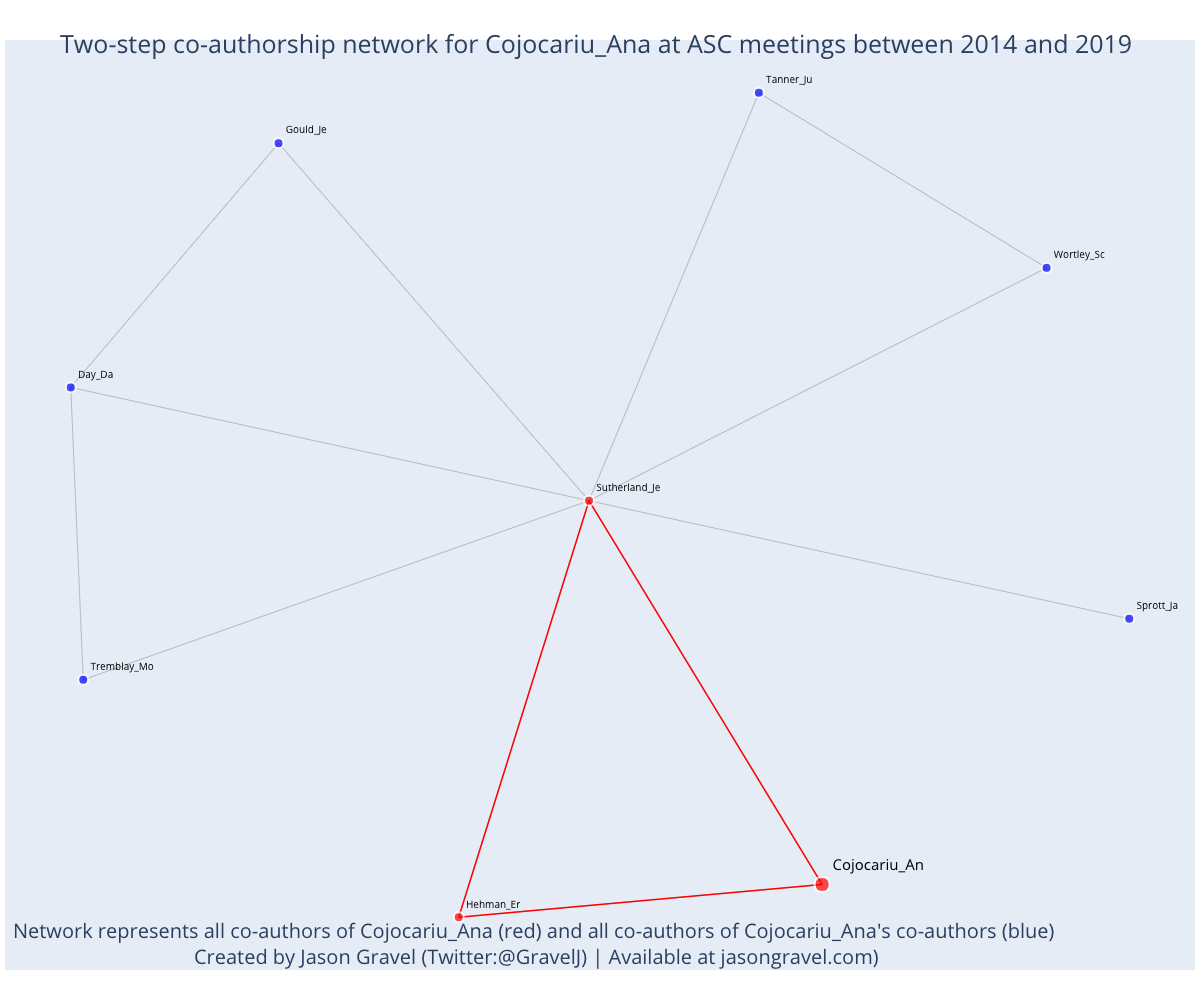 Two-step co-authorship network for Cojocariu_Ana at ASC meetings between 2014 and 2019
Tanner_Ju
Gould_Je
Wortley_Sc
Day_Da
Sutherland_Je
Sprott_Ja
Tremblay_Mo
Cojocariu_An
Hehman_Er
Network represents all co-authors of Cojocariu_Ana (red) and all co-authors of Cojocariu_Ana's co-authors (blue)
Created by Jason Gravel (Twitter:@GravelJ) | Available at jasongravel.com)